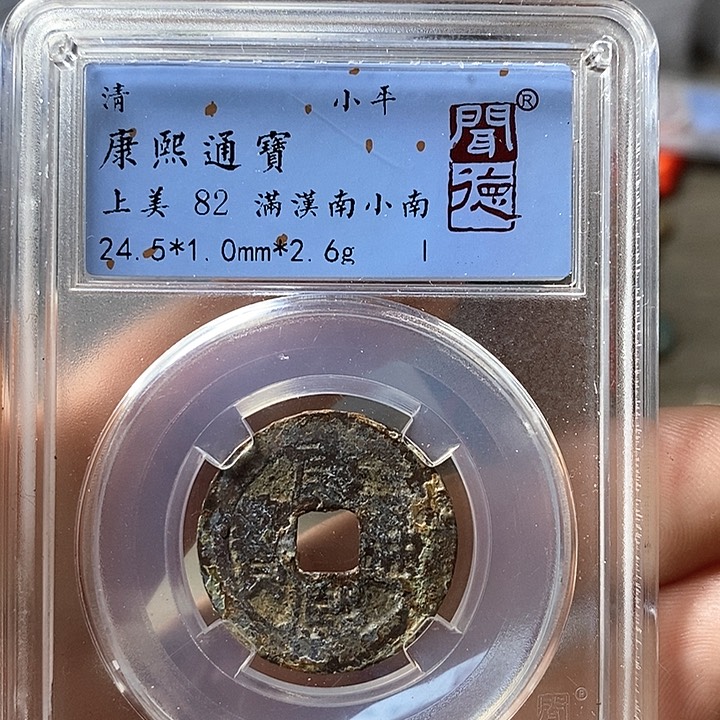 清 小平
康熙通寶
上美 82 滿漢南小南
24.5*1.0mm*2.6g
聞德®